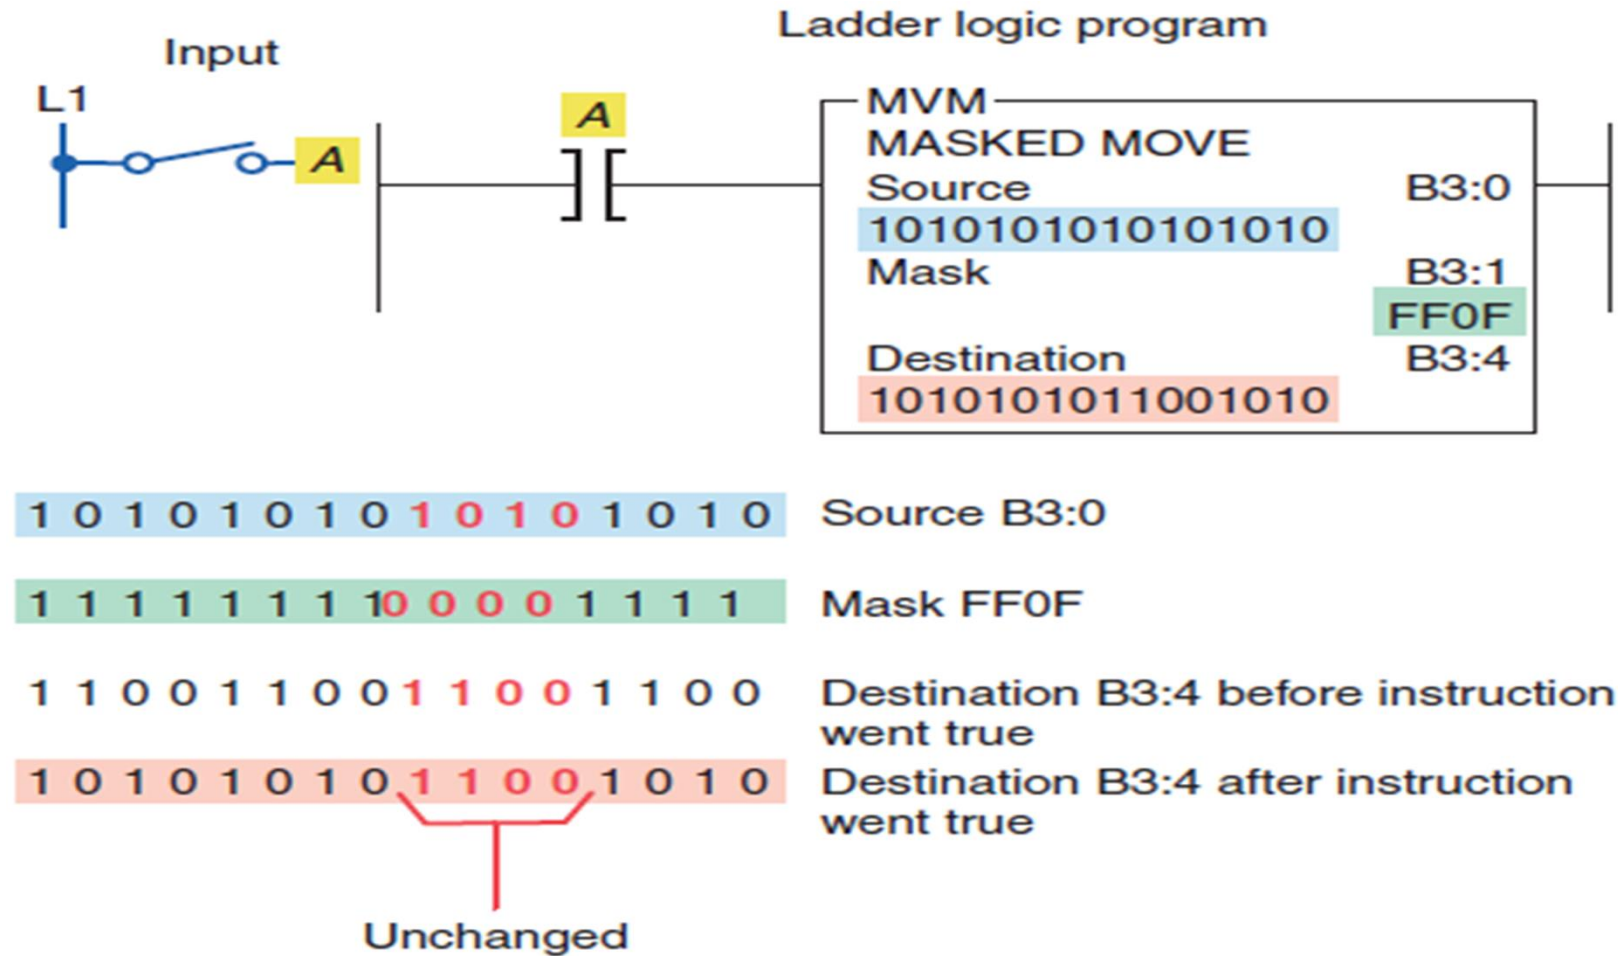 Ladder logic program
Input
L1
A
A
MVM
MASKED MOVE
Source B3:0
1010101010101010
Mask B3:1
FF0F
Destination B3:4
1010101011001010
1 0 1 0 1 0 1 0 1 0 1 0 1 0 1 0 Source B3:0
1 1 1 1 1 1 1 1 0 0 0 0 1 1 1 1 Mask FF0F
1 1 0 0 1 1 0 0 1 1 0 0 1 1 0 0 Destination B3:4 before instruction
went true
1 0 1 0 1 0 1 0 1 1 0 0 1 0 1 0 Destination B3:4 after instruction
went true
Unchanged